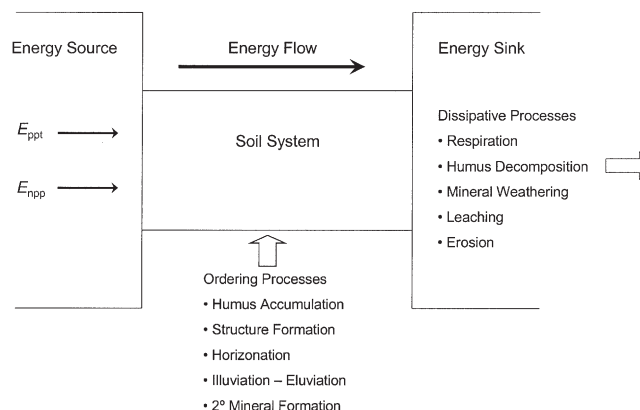 Energy Source
Energy Flow
Energy Sink
E_ppt
E_npp
Soil System
Dissipative Processes
• Respiration
• Humus Decomposition
• Mineral Weathering
• Leaching
• Erosion
Ordering Processes
• Humus Accumulation
• Structure Formation
• Horizonation
• Illuviation – Eluviation
• 2º Mineral Formation